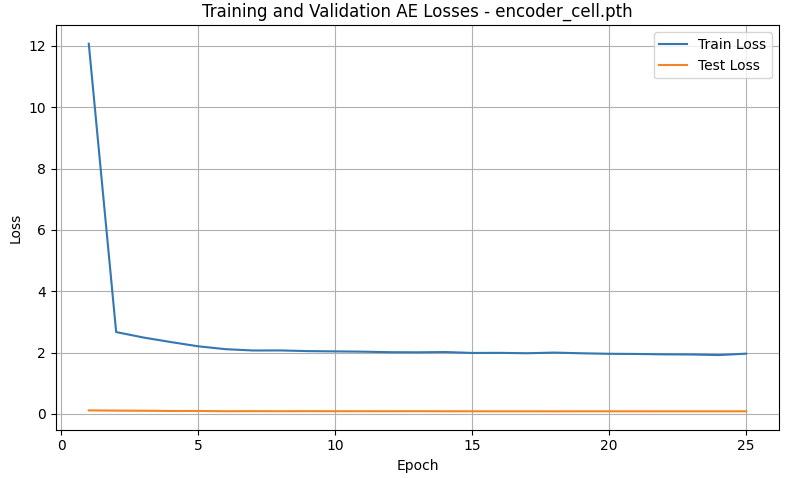 Training and Validation AE Losses - encoder_cell.pth
Train Loss
Test Loss
12
10
8
6
4
2
0
Loss
0
5
10
15
20
25
Epoch